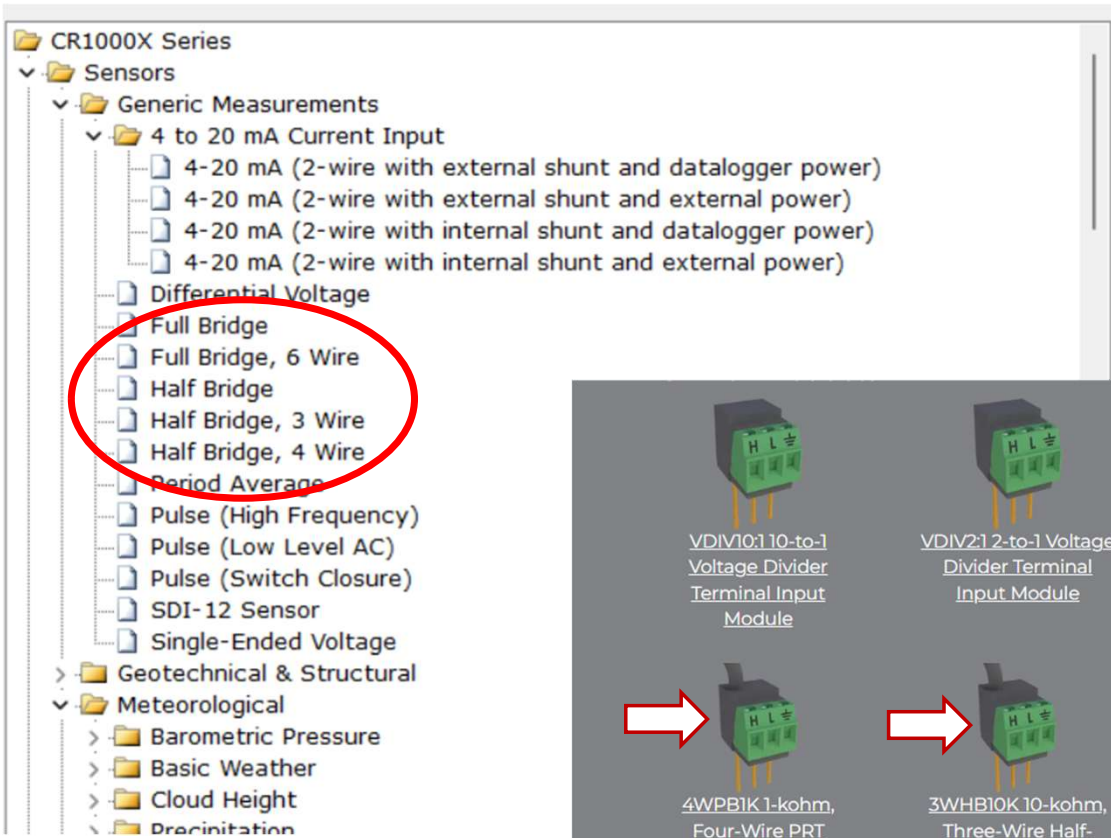 CR1000X Series
Sensors
Generic Measurements
4 to 20 mA Current Input
4-20 mA (2-wire with external shunt and datalogger power)
4-20 mA (2-wire with external shunt and external power)
4-20 mA (2-wire with internal shunt and datalogger power)
4-20 mA (2-wire with internal shunt and external power)
Differential Voltage
Full Bridge
Full Bridge, 6 Wire
Half Bridge
Half Bridge, 3 Wire
Half Bridge, 4 Wire
Period Average
Pulse (High Frequency)
Pulse (Low Level AC)
Pulse (Switch Closure)
SDI-12 Sensor
Single-Ended Voltage
Geotechnical & Structural
Meteorological
Barometric Pressure
Basic Weather
Cloud Height
Precipitation
H L
H L
VDIV10:1 10-to-1
Voltage Divider
Terminal Input
Module
VDIV2:1 2-to-1 Voltage
Divider Terminal
Input Module
H L
H L
4WPB1K 1-kohm,
Four-Wire PRT
3WHB10K 10-kohm,
Three-Wire Half-